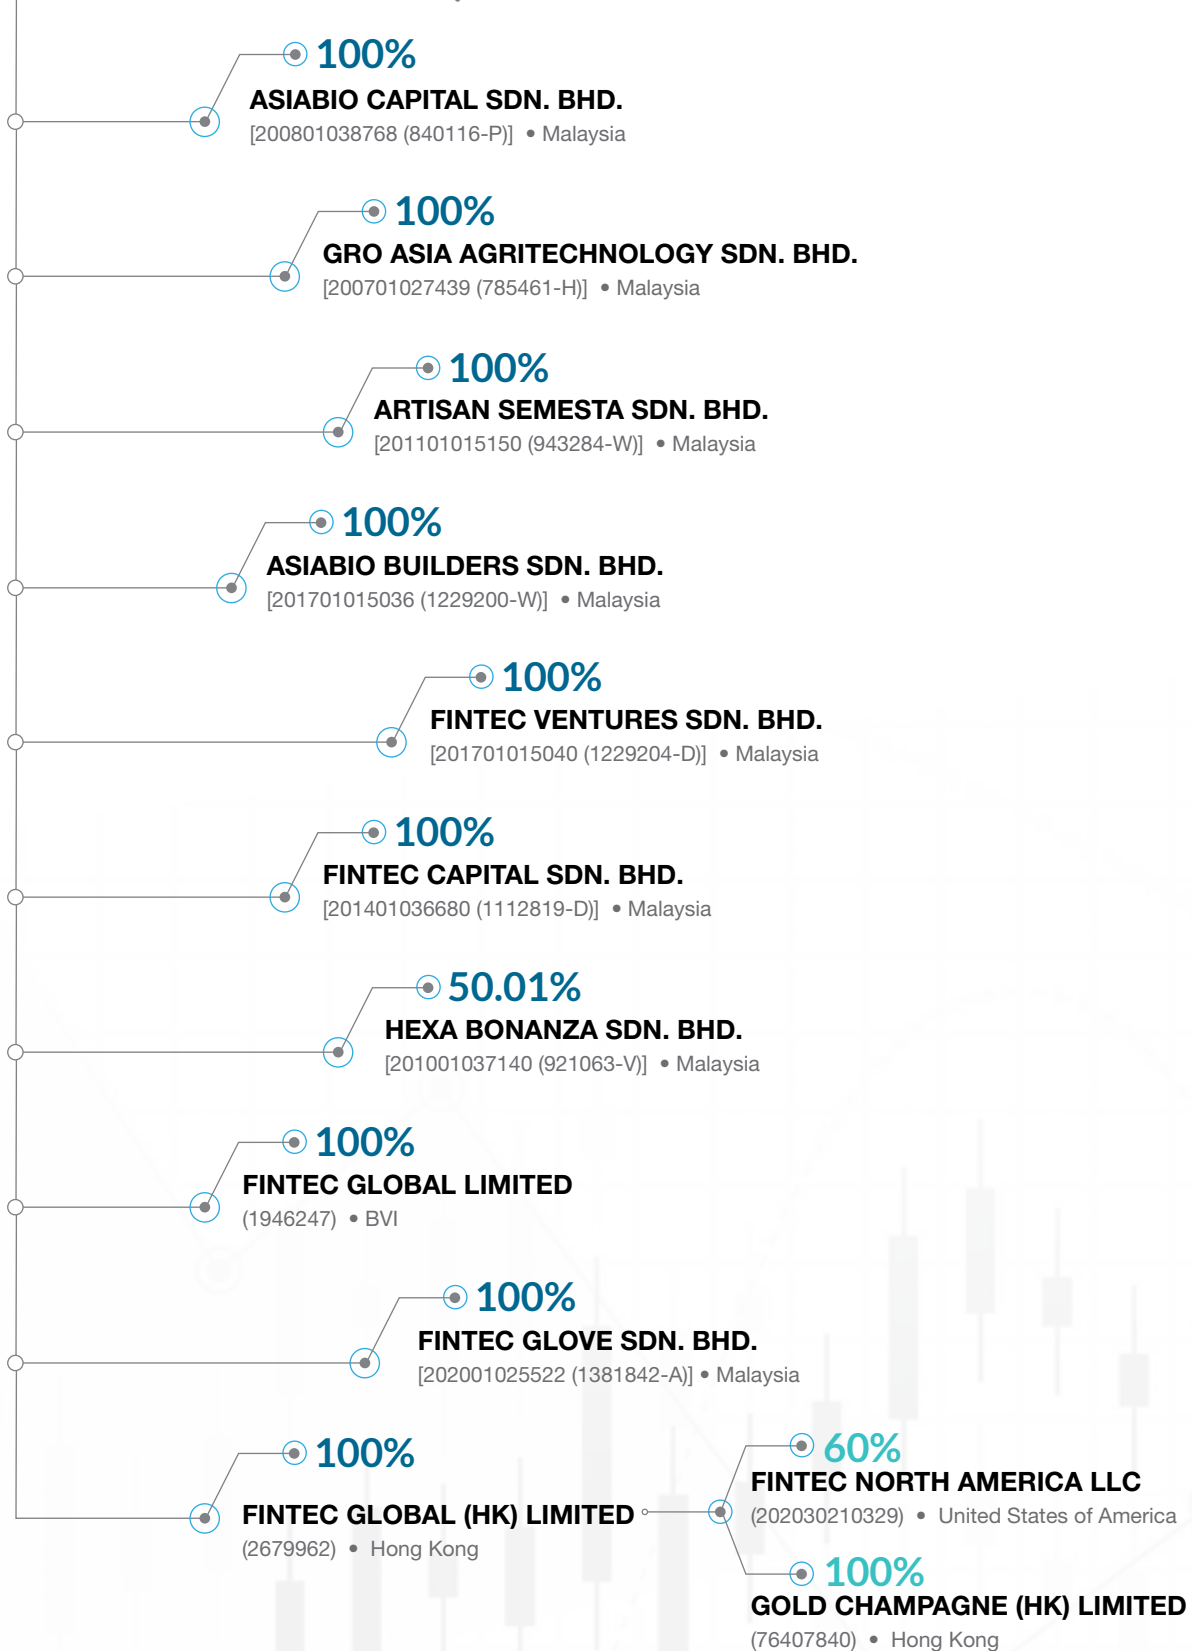 100%
ASIABIO CAPITAL SDN. BHD.
[200801038768 (840116-P)] • Malaysia
100%
GRO ASIA AGRITECHNOLOGY SDN. BHD.
[200701027439 (785461-H)] • Malaysia
100%
ARTISAN SEMESTA SDN. BHD.
[201101015150 (943284-W)] • Malaysia
100%
ASIABIO BUILDERS SDN. BHD.
[201701015036 (1229200-W)] • Malaysia
100%
FINTEC VENTURES SDN. BHD.
[201701015040 (1229204-D)] • Malaysia
100%
FINTEC CAPITAL SDN. BHD.
[201401036680 (1112819-D)] • Malaysia
50.01%
HEXA BONANZA SDN. BHD.
[201001037140 (921063-V)] • Malaysia
100%
FINTEC GLOBAL LIMITED
(1946247) • BVI
100%
FINTEC GLOVE SDN. BHD.
[202001025522 (1381842-A)] • Malaysia
100%
FINTEC GLOBAL (HK) LIMITED
(2679962) • Hong Kong
60%
FINTEC NORTH AMERICA LLC
(202030210329) • United States of America
100%
GOLD CHAMPAGNE (HK) LIMITED
(76407840) • Hong Kong